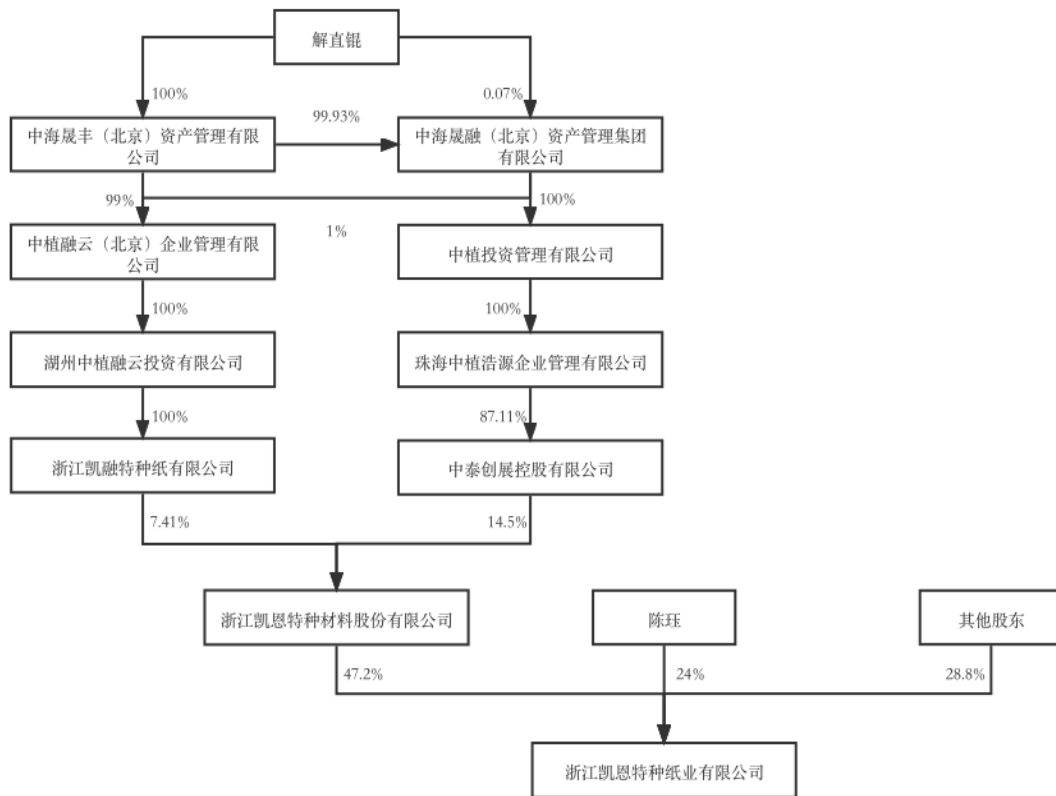 解直锟
100%
0.07%
99.93%
中海晟丰（北京）资产管理有限
公司
中海晟融（北京）资产管理集团
有限公司
99%
100%
1%
中植融云（北京）企业管理有限
公司
中植投资管理有限公司
100%
100%
湖州中植融云投资有限公司
珠海中植浩源企业管理有限公司
100%
87.11%
浙江凯融特种纸有限公司
中泰创展控股有限公司
7.41%
14.5%
浙江凯恩特种材料股份有限公司
陈珏
其他股东
47.2%
24%
28.8%
浙江凯恩特种纸业有限公司